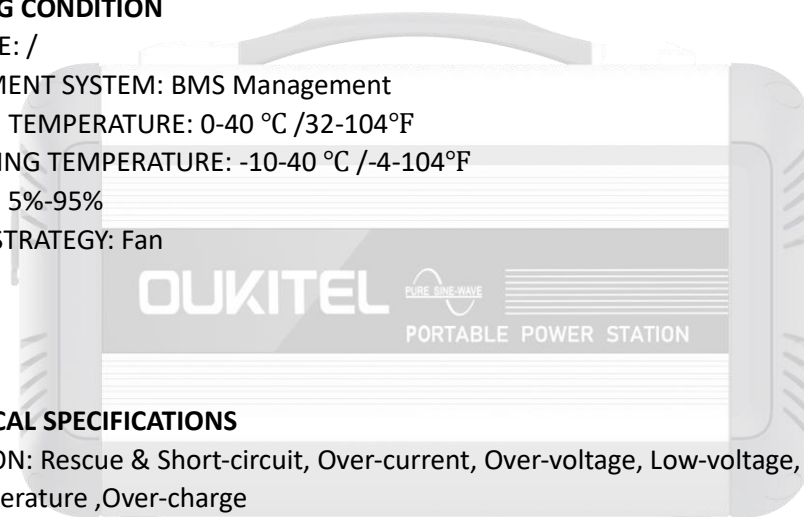 G CONDITION
E: /
MENT SYSTEM: BMS Management
TEMPERATURE: 0-40 ℃ /32-104℉
ING TEMPERATURE: -10-40 ℃ /-4-104℉
5%-95%
STRATEGY: Fan
OUKITEL
PURE SINE-WAVE
PORTABLE POWER STATION
CAL SPECIFICATIONS
ON: Rescue & Short-circuit, Over-current, Over-voltage, Low-voltage,
erature ,Over-charge